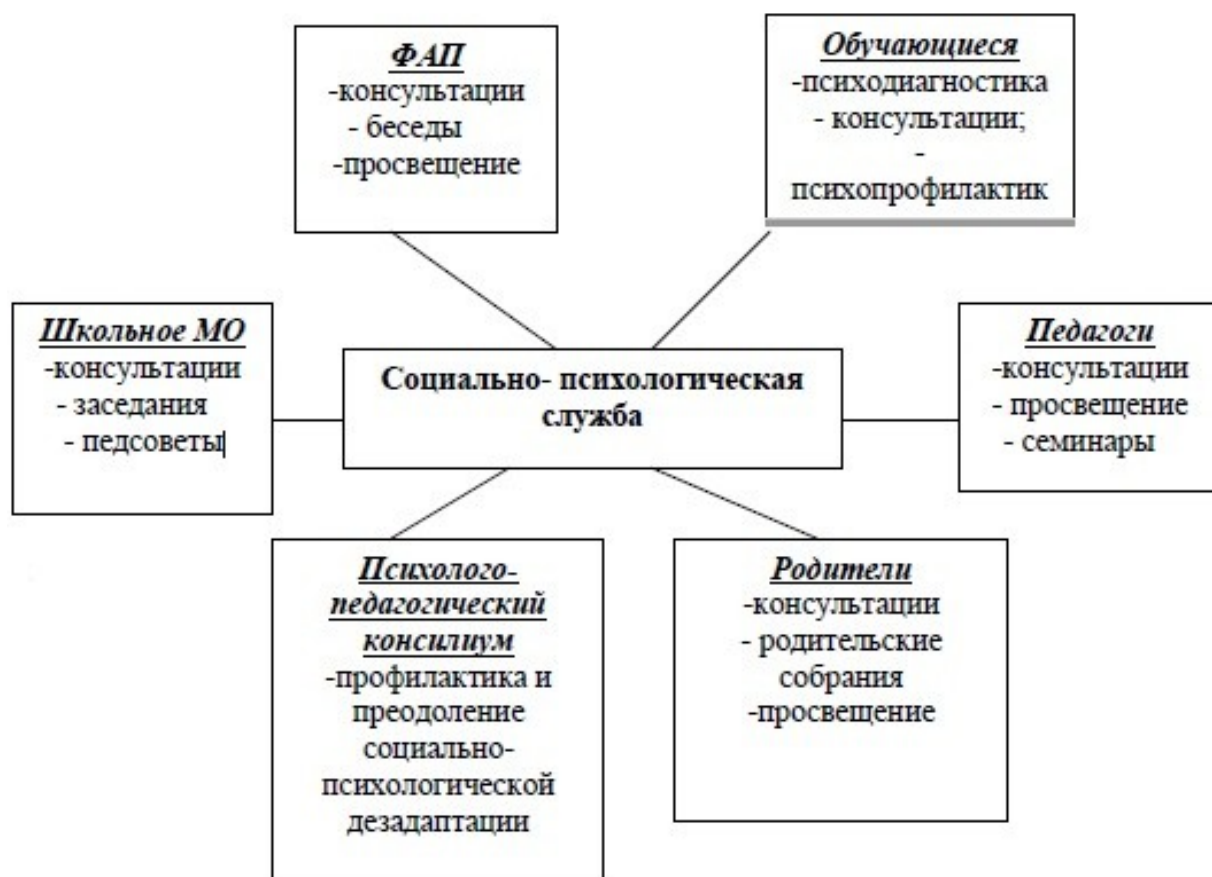 ФАП
-консультации
- беседы
-просвещение
Обучающиеся
-психодиагностика
- консультации;
-
психопрофилактик
Школьное МО
-консультации
- заседания
- педсоветы
Социально- психологическая
служба
Педагоги
-консультации
- просвещение
- семинары
Психолого-
педагогический
консилиум
-профилактика и
преодоление
социально-
психологической
дезадаптации
Родители
-консультации
- родительские
собрания
-просвещение